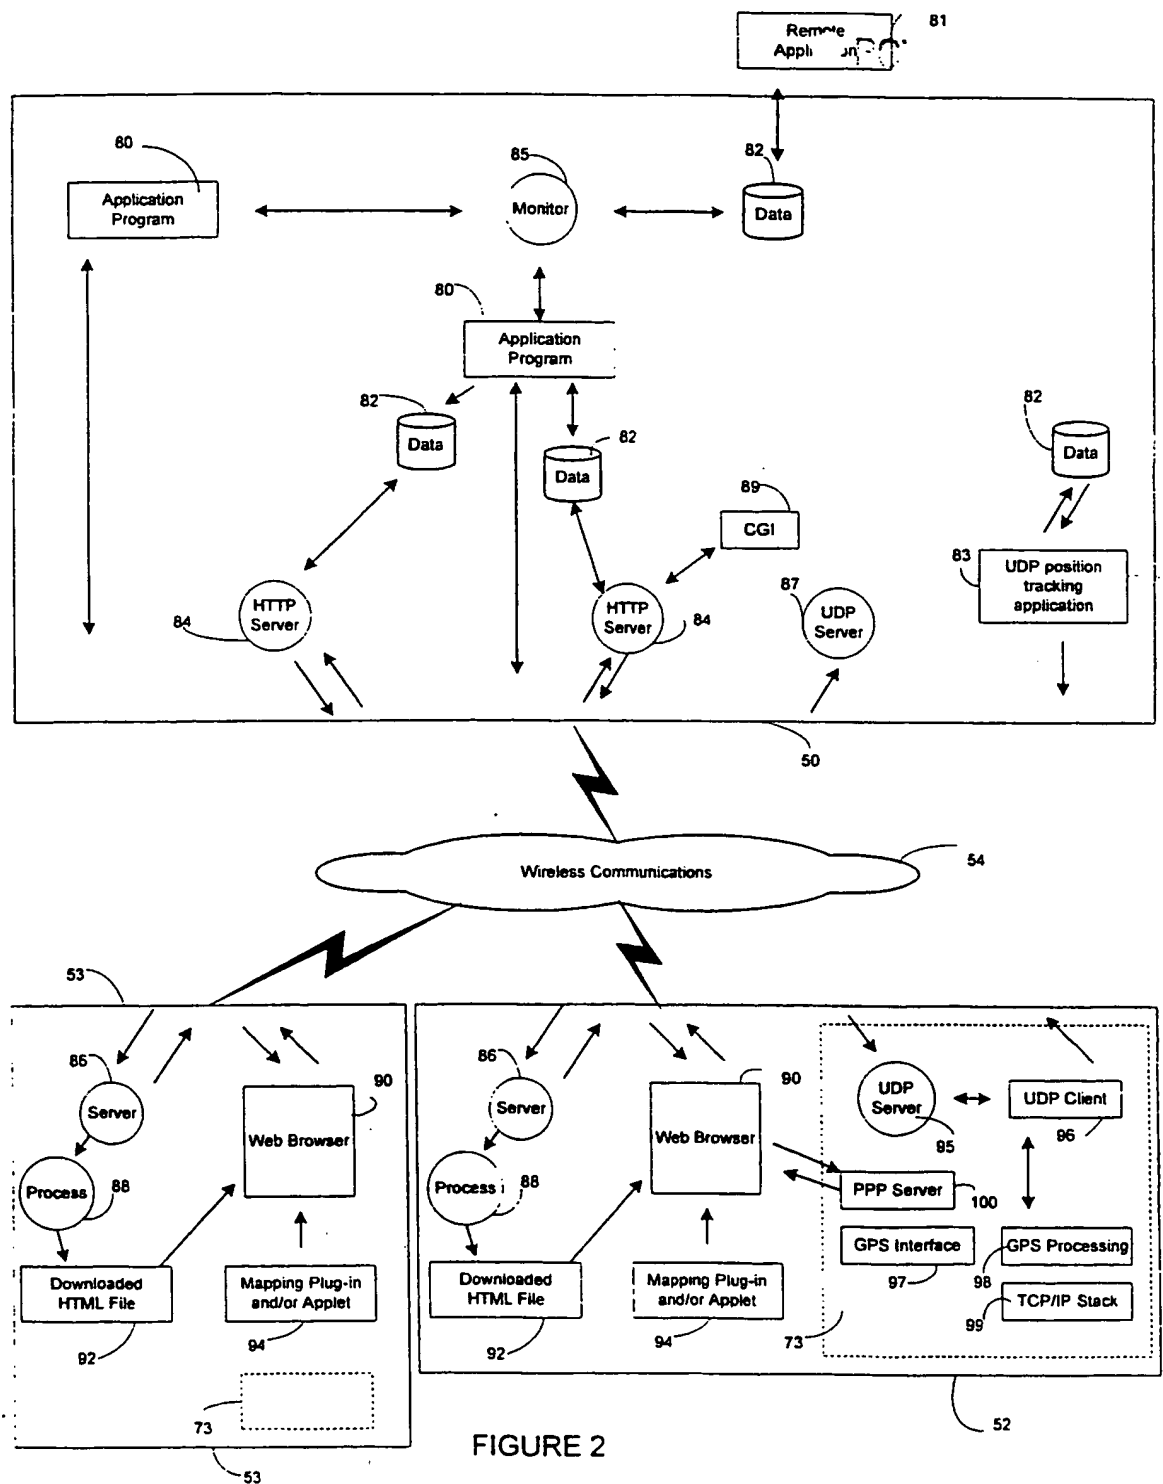 81
Remote
Application
80
Application
Program
85
Monitor
82
Data
80
Application
Program
82
Data
82
Data
82
Data
89
CGI
83
UDP position
tracking
application
HTTP
Server
84
HTTP
Server
84
87
UDP
Server
50
Wireless Communications
54
53
86
Server
90
Web Browser
Process
88
Downloaded
HTML File
92
Mapping Plug-in
and/or Applet
94
73
53
86
Server
90
Web Browser
Process
88
Downloaded
HTML File
92
Mapping Plug-in
and/or Applet
94
UDP
Server
95
UDP Client
96
PPP Server
100
GPS Interface
97
GPS Processing
98
TCP/IP Stack
99
73
52
FIGURE 2